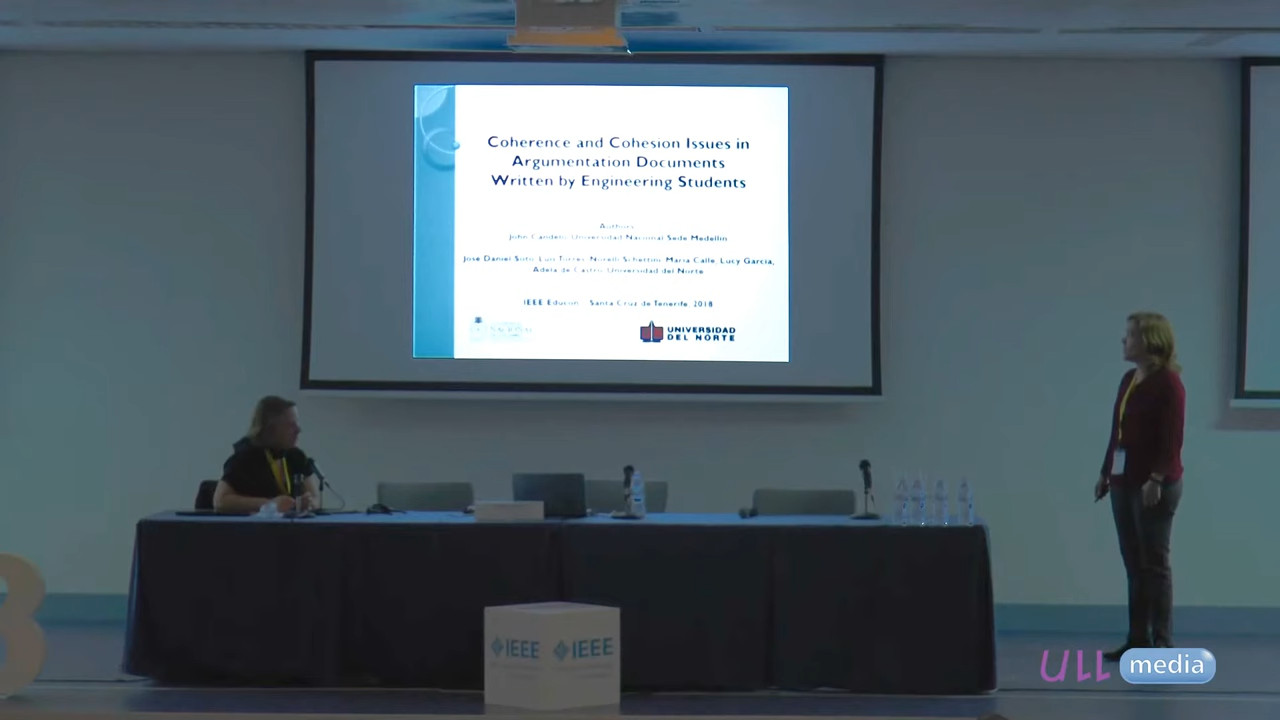 Coherence and Cohesion Issues in
Argumentation Documents
Written by Engineering Students
Authors
John Candelo Universidad Nacional Sede Medellin
Jose Daniel Soto, Luis Torres, Norelli Schettini, Maria Calle, Lucy Garcia,
Adela de Castro Universidad del Norte
IEEE Educon Santa Cruz de Tenerife, 2018
NACIONAL
UNIVERSIDAD
DEL NORTE
IEEE
IEEE
ULL media